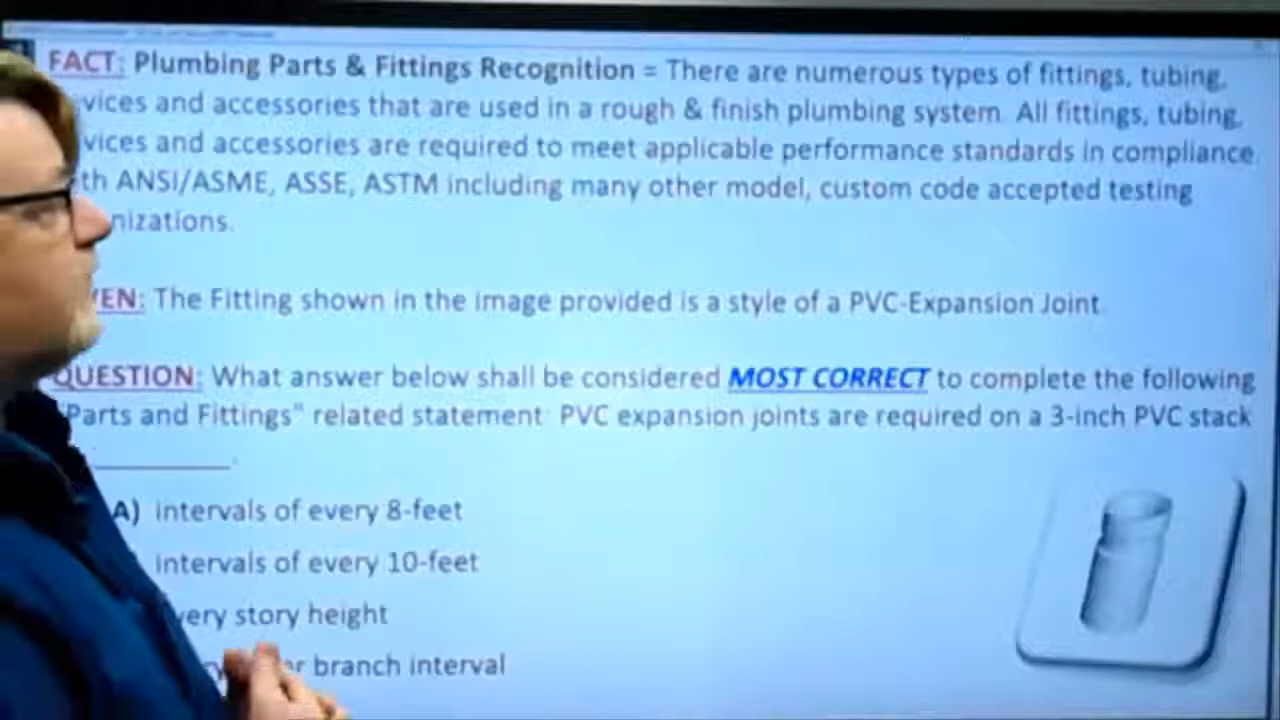 FACT: Plumbing Parts & Fittings Recognition = There are numerous types of fittings, tubing,
vices and accessories that are used in a rough & finish plumbing system. All fittings, tubing,
vices and accessories are required to meet applicable performance standards in compliance
th ANSI/ASME, ASSE, ASTM including many other model, custom code accepted testing
nizations.
EN: The Fitting shown in the image provided is a style of a PVC-Expansion Joint.
QUESTION: What answer below shall be considered MOST CORRECT to complete the following
"Parts and Fittings" related statement: PVC expansion joints are required on a 3-inch PVC stack
A) intervals of every 8-feet
intervals of every 10-feet
very story height
r branch interval